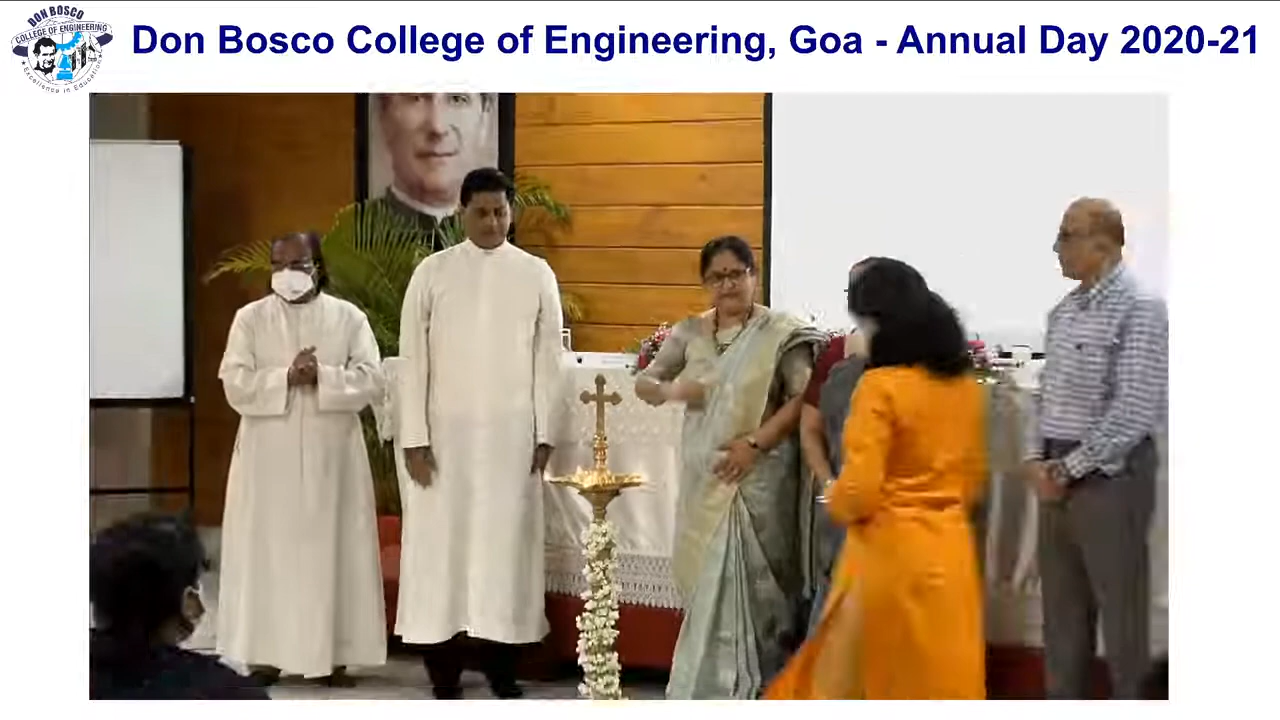 DON BOSCO
COLLEGE OF ENGINEERING
Excellence in Education
Don Bosco College of Engineering, Goa - Annual Day 2020-21